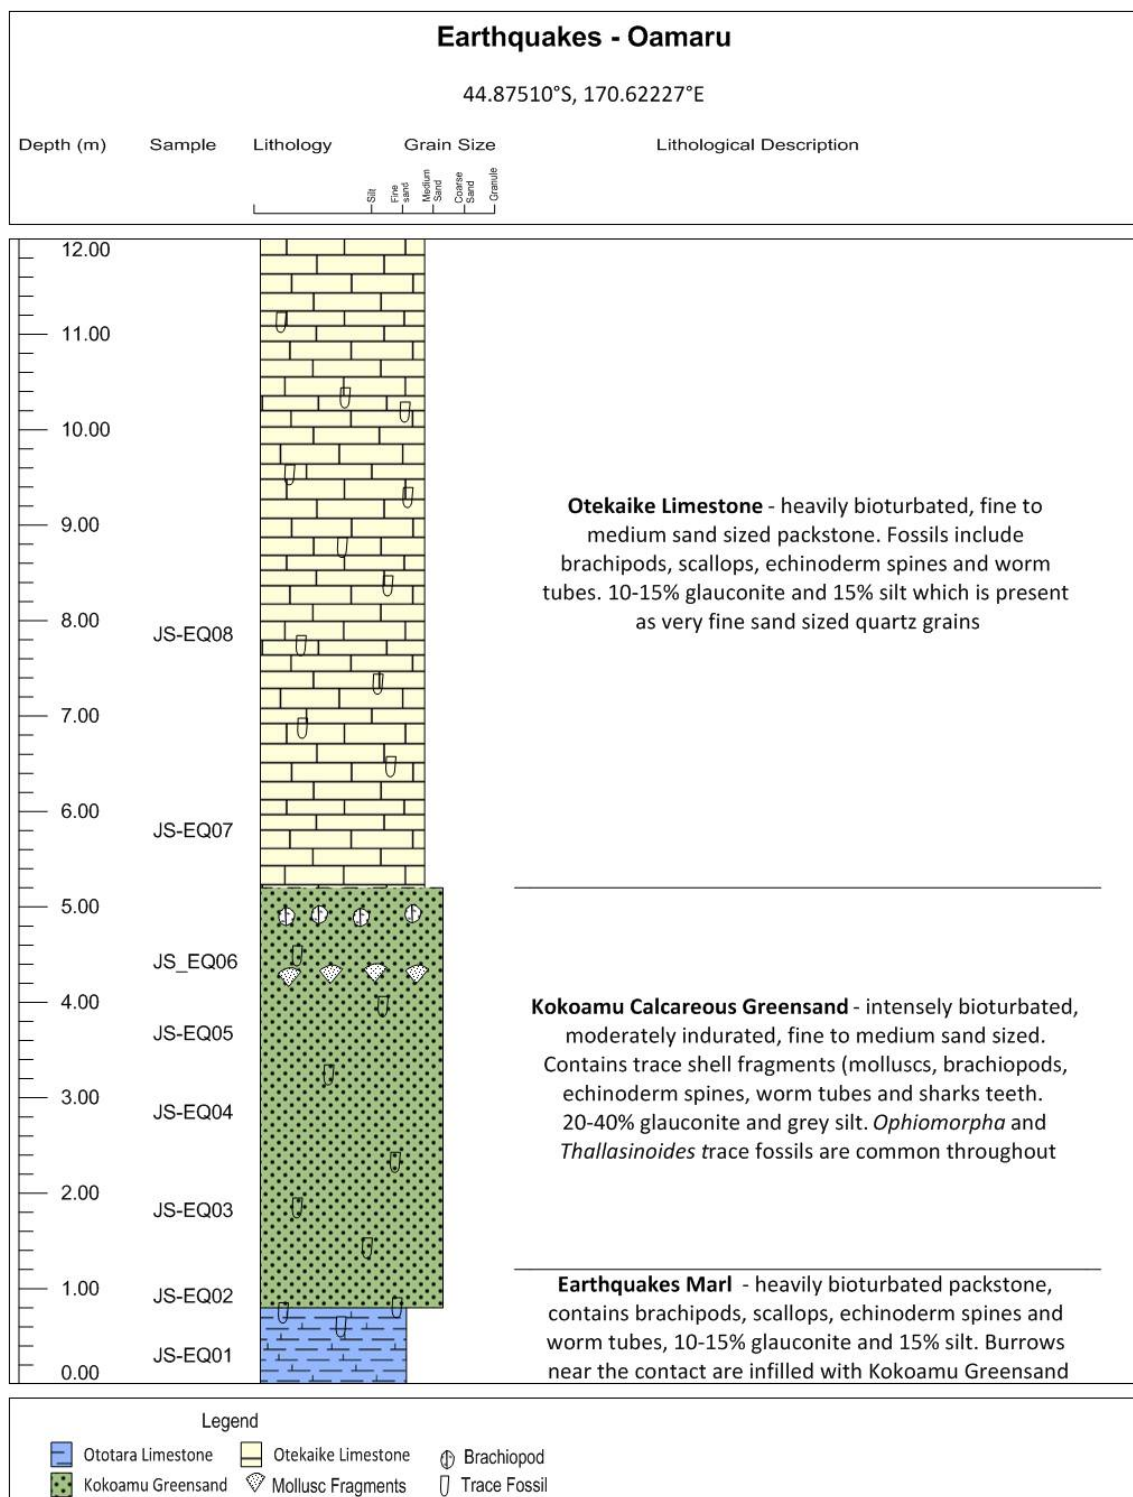 Earthquakes - Oamaru
44.87510°S, 170.62227°E
Depth (m) Sample Lithology Grain Size Lithological Description
Silt
Fine sand
Medium Sand
Coarse Sand
Granule
12.00
11.00
10.00
9.00
Otekaike Limestone - heavily bioturbated, fine to
medium sand sized packstone. Fossils include
brachipods, scallops, echinoderm spines and worm
tubes. 10-15% glauconite and 15% silt which is present
as very fine sand sized quartz grains
8.00
JS-EQ08
7.00
6.00
JS-EQ07
5.00
JS_EQ06
4.00
Kokoamu Calcareous Greensand - intensely bioturbated,
moderately indurated, fine to medium sand sized.
Contains trace shell fragments (molluscs, brachiopods,
echinoderm spines, worm tubes and sharks teeth.
20-40% glauconite and grey silt. Ophiomorpha and
Thallasinoides trace fossils are common throughout
JS-EQ05
3.00
JS-EQ04
2.00
JS-EQ03
1.00
JS-EQ02
Earthquakes Marl - heavily bioturbated packstone,
contains brachipods, scallops, echinoderm spines and
worm tubes, 10-15% glauconite and 15% silt. Burrows
near the contact are infilled with Kokoamu Greensand
JS-EQ01
0.00
Legend
Ototara Limestone Otekaike Limestone Brachiopod
Kokoamu Greensand Mollusc Fragments Trace Fossil